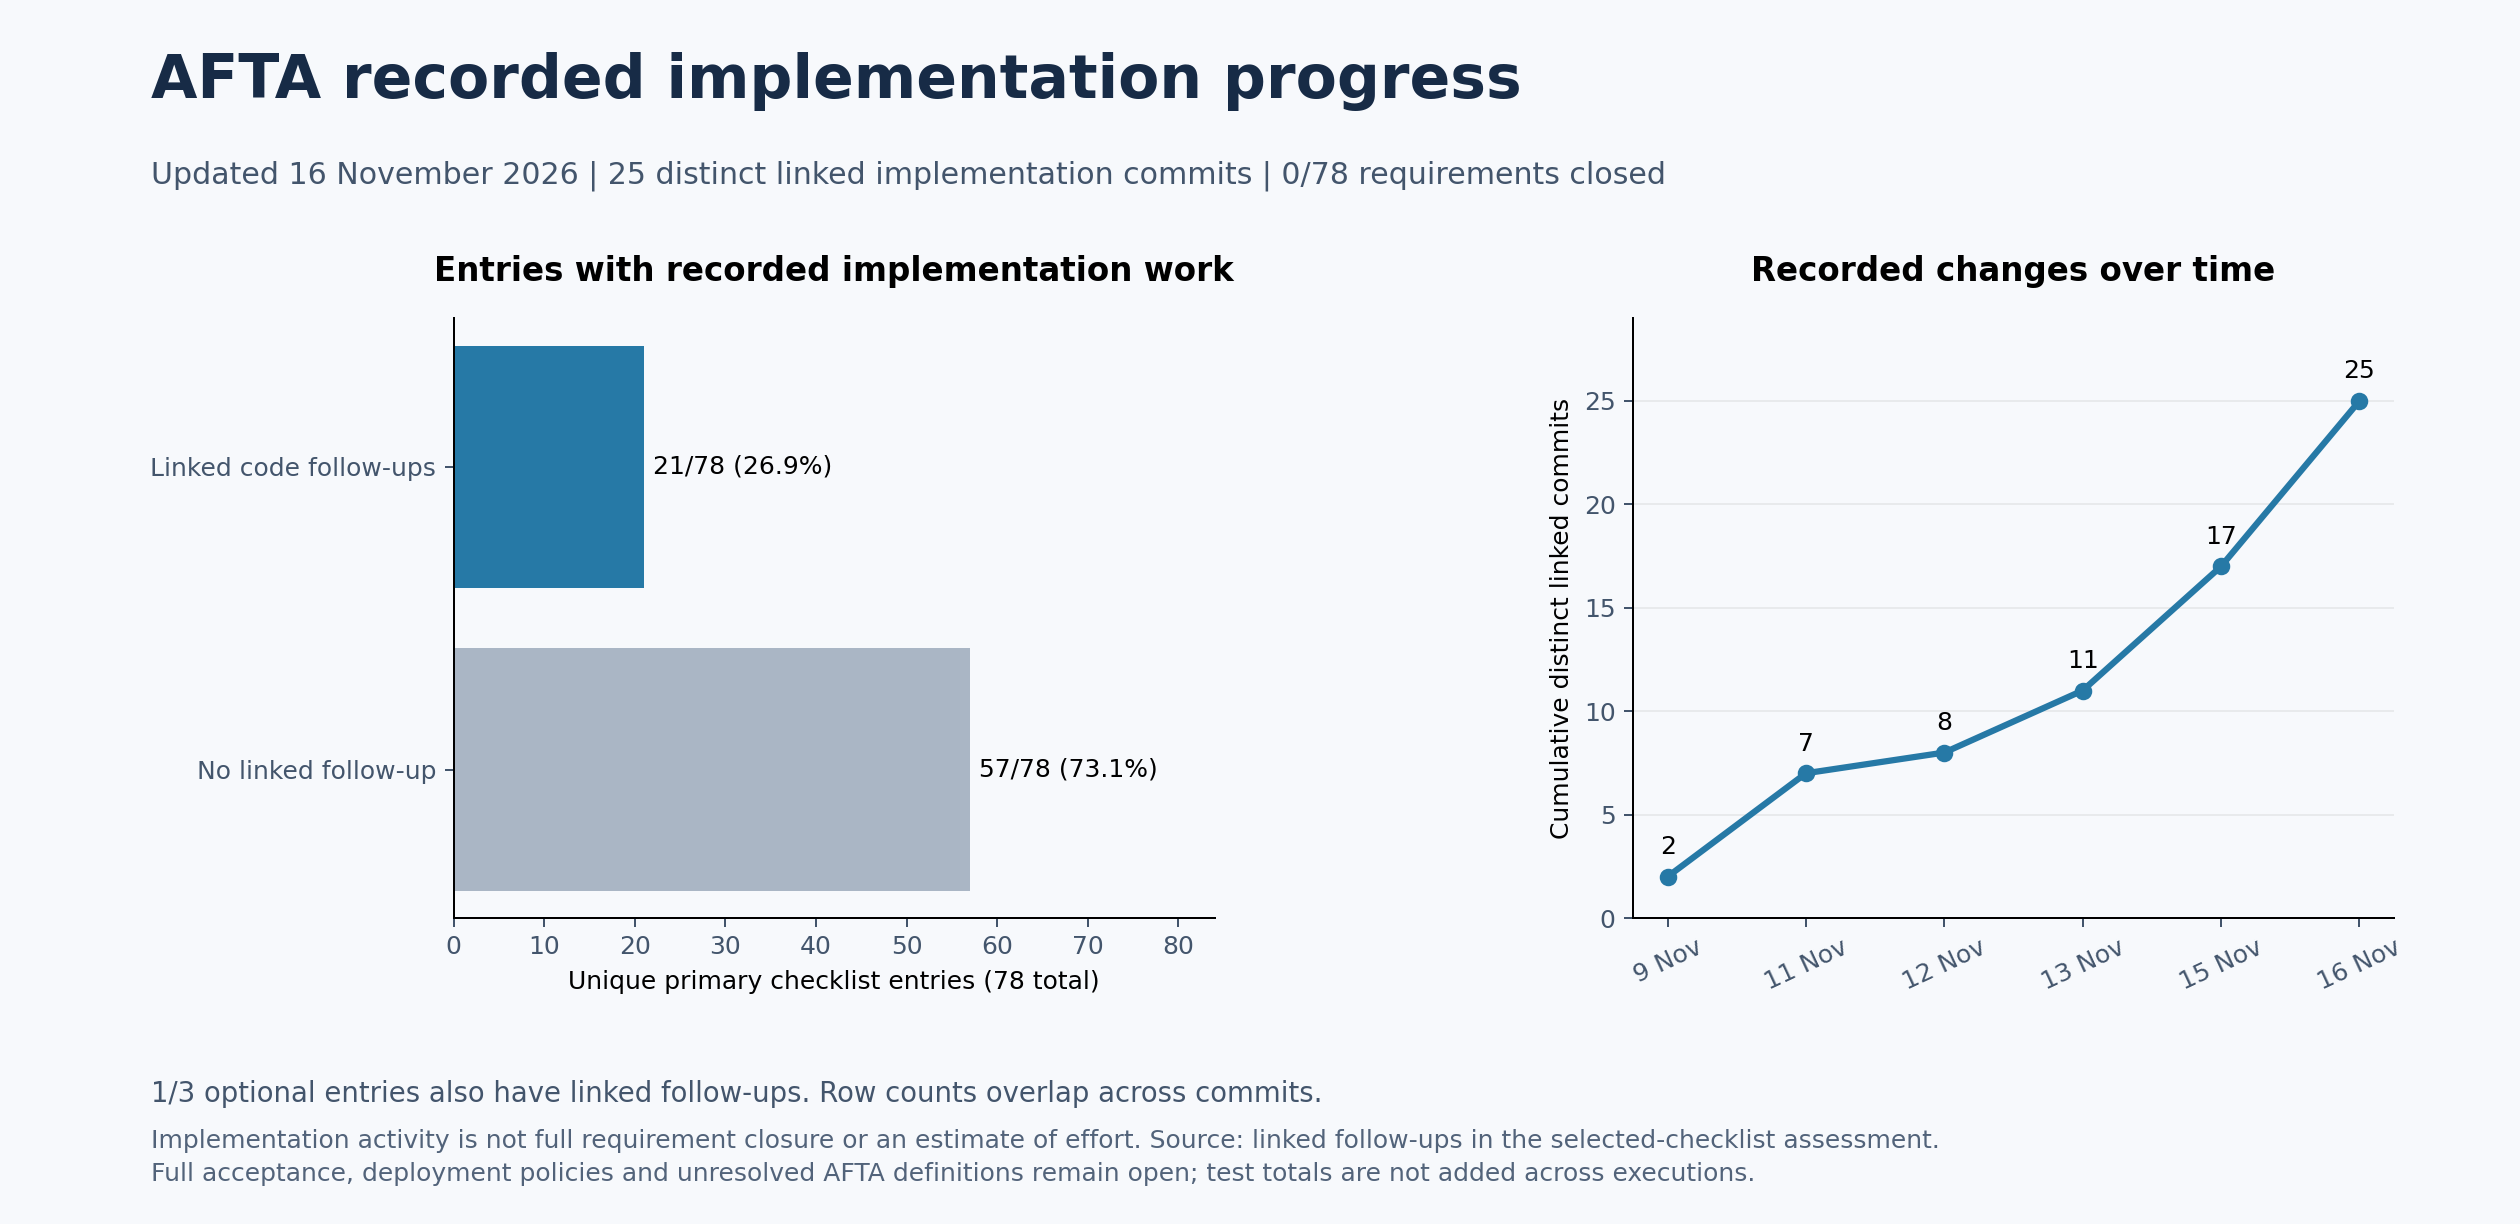 AFTA recorded implementation progress
Updated 16 November 2026 | 25 distinct linked implementation commits | 0/78 requirements closed
Entries with recorded implementation work
Linked code follow-ups
21/78 (26.9%)
No linked follow-up
57/78 (73.1%)
0 10 20 30 40 50 60 70 80
Unique primary checklist entries (78 total)
Recorded changes over time
Cumulative distinct linked commits
25
20
15
10
5
0
2
7
8
11
17
25
9 Nov 11 Nov 12 Nov 13 Nov 15 Nov 16 Nov
1/3 optional entries also have linked follow-ups. Row counts overlap across commits.
Implementation activity is not full requirement closure or an estimate of effort. Source: linked follow-ups in the selected-checklist assessment.
Full acceptance, deployment policies and unresolved AFTA definitions remain open; test totals are not added across executions.